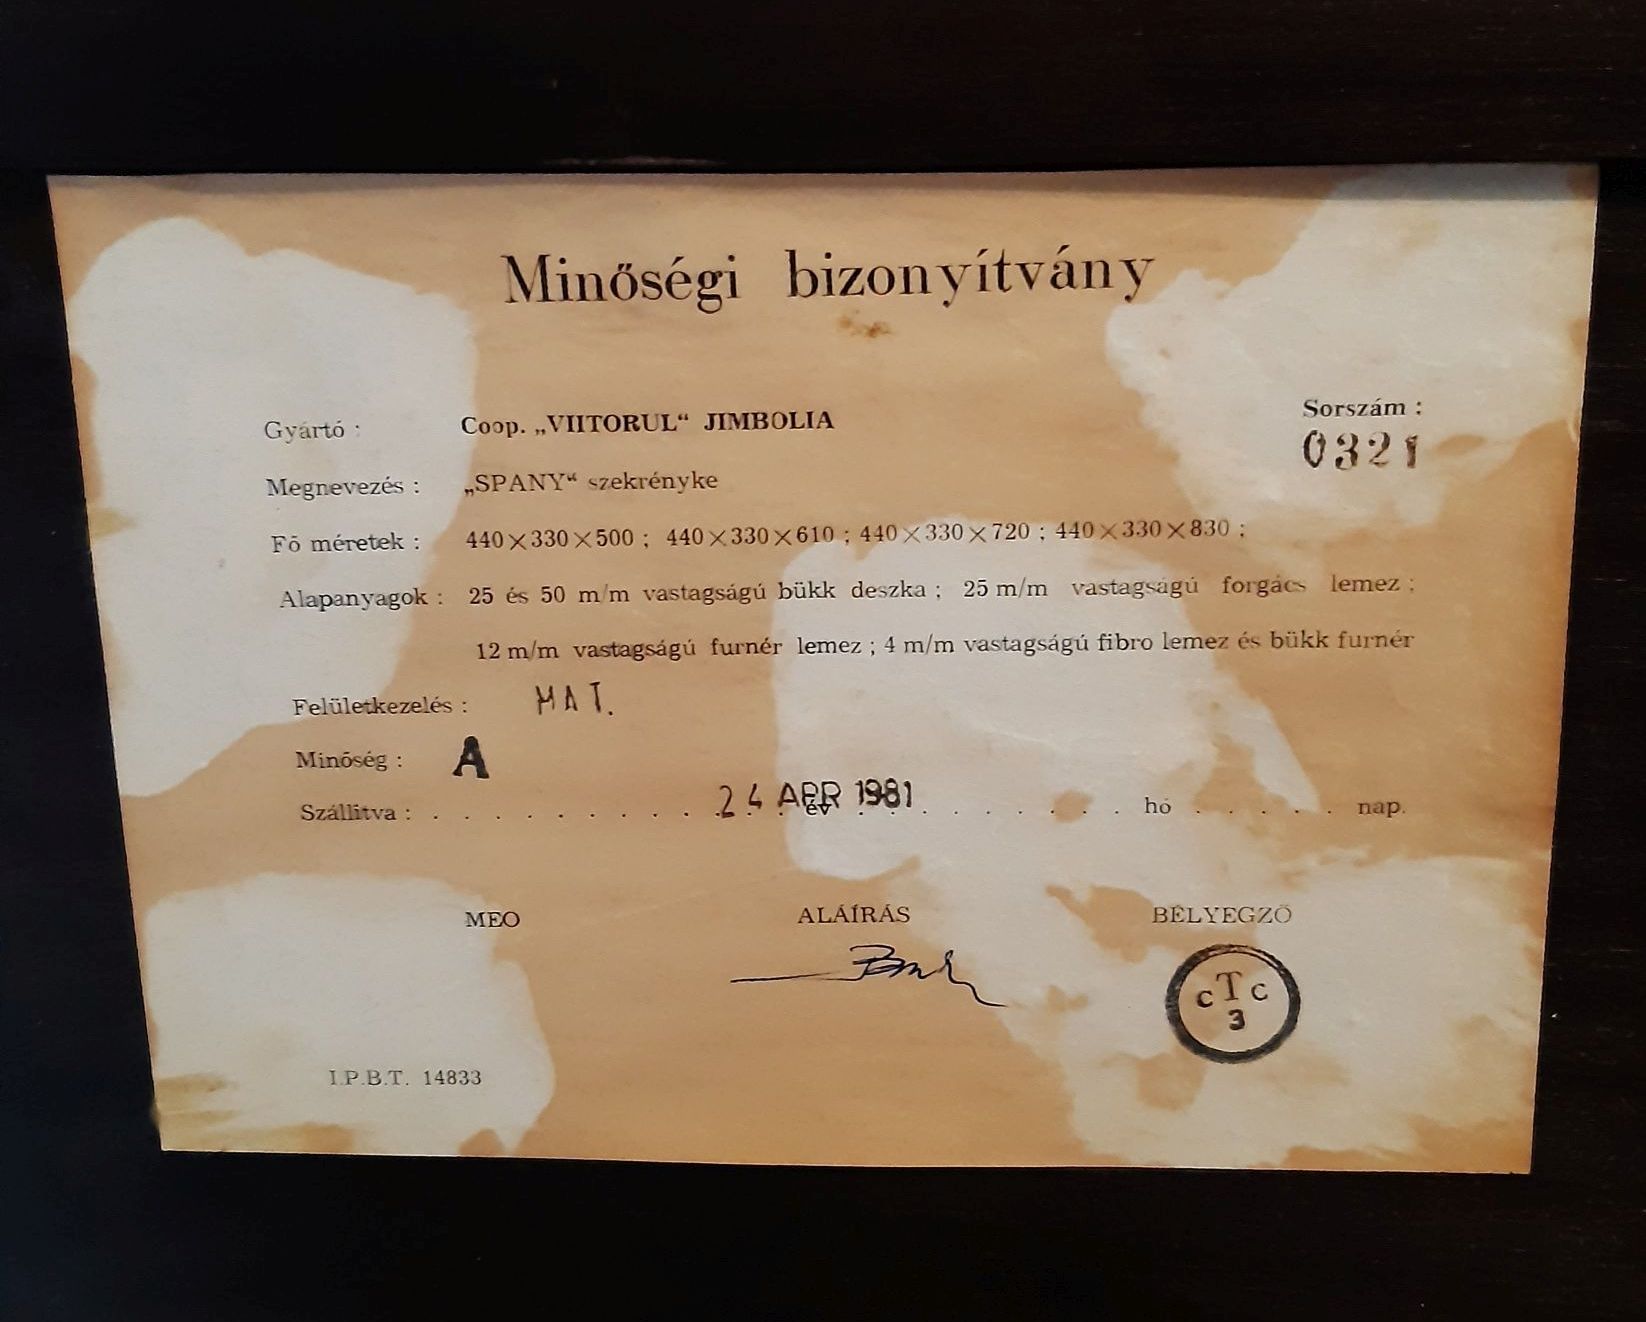 Minőségi bizonyítvány
Gyártó : Coop. „VIITORUL“ JIMBOLIA
Sorszám :
0321
Megnevezés : „SPANY“ szekrényke
Fő méretek : 440×330×500 ; 440×330×610 ; 440×330×720 ; 440×330×830 ;
Alapanyagok : 25 és 50 m/m vastagságú bükk deszka ; 25 m/m vastagságú forgács lemez ;
12 m/m vastagságú furnér lemez ; 4 m/m vastagságú fibro lemez és bükk furnér
Felületkezelés : MAT.
Minőség : A
Szállitva : . . . . . . . . . . 24 APR 1981 év . . . . . . . . hó . . . . . nap.
MEO ALÁÍRÁS BÉLYEGZŐ
cTc
3
I.P.B.T. 14833